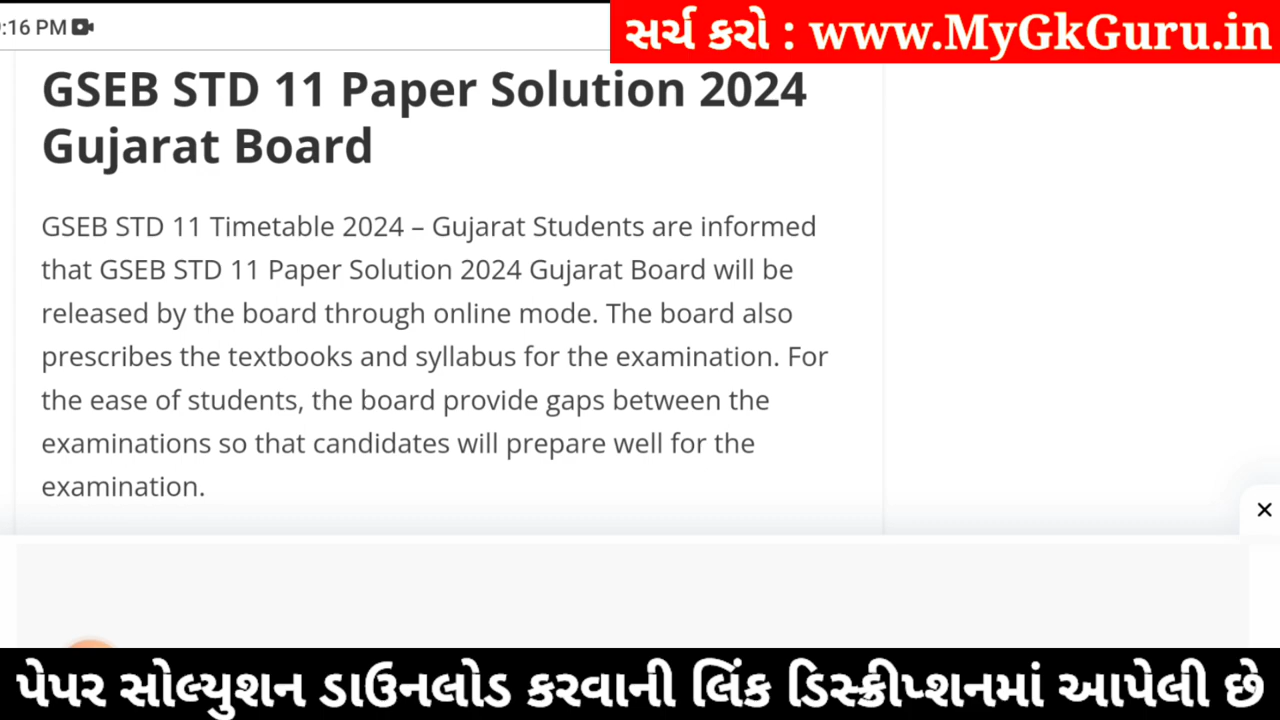 :16 PM
સર્ચ કરો : www.MyGkGuru.in
GSEB STD 11 Paper Solution 2024
Gujarat Board
GSEB STD 11 Timetable 2024 – Gujarat Students are informed
that GSEB STD 11 Paper Solution 2024 Gujarat Board will be
released by the board through online mode. The board also
prescribes the textbooks and syllabus for the examination. For
the ease of students, the board provide gaps between the
examinations so that candidates will prepare well for the
examination.
પેપર સોલ્યુશન ડાઉનલોડ કરવાની લિંક ડિસ્ક્રીપ્શનમાં આપેલી છે